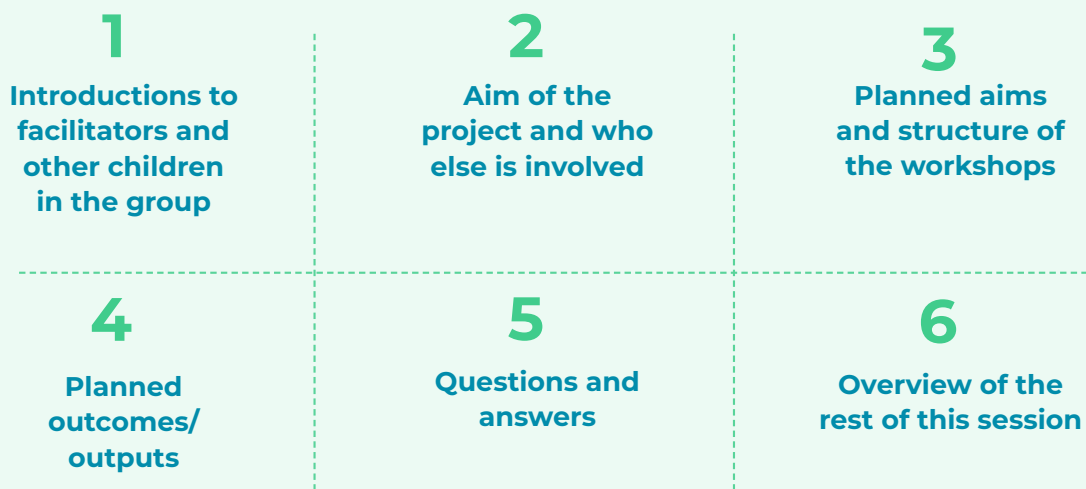 1
Introductions to
facilitators and
other children
in the group
2
Aim of the
project and who
else is involved
3
Planned aims
and structure of
the workshops
4
Planned
outcomes/
outputs
5
Questions and
answers
6
Overview of the
rest of this session